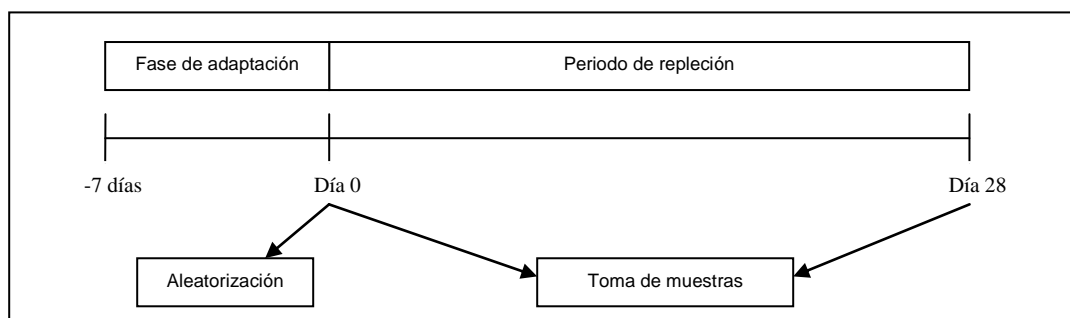 Fase de adaptación
Periodo de repleción
-7 días
Día 0
Día 28
Aleatorización
Toma de muestras